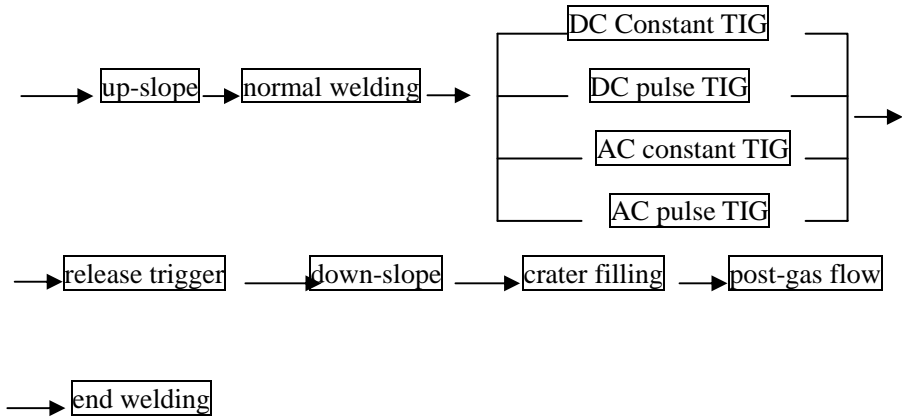 DC Constant TIG
up-slope normal welding DC pulse TIG
AC constant TIG
AC pulse TIG
release trigger down-slope crater filling post-gas flow
end welding